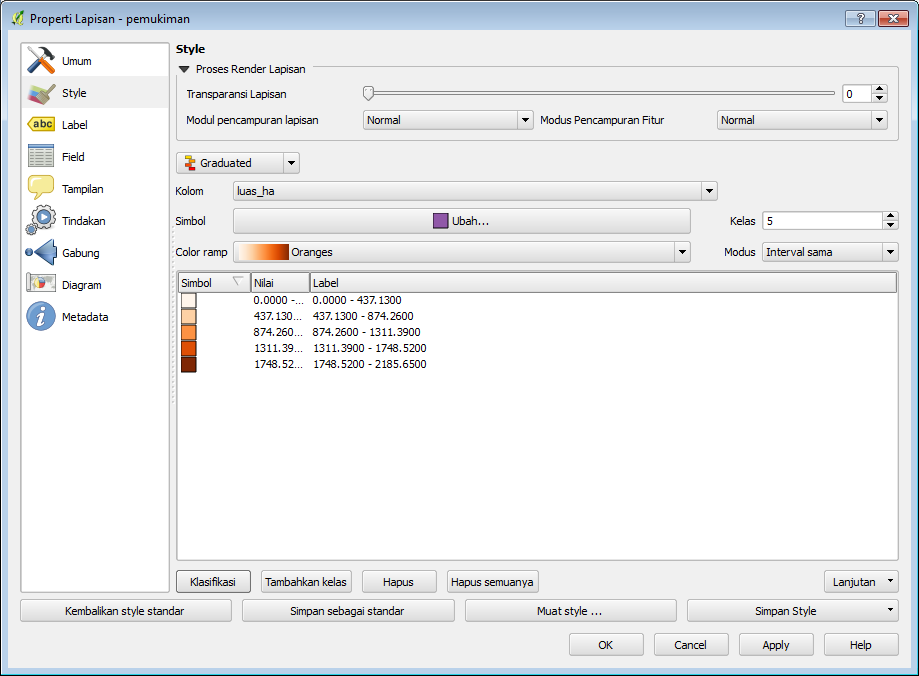 Properti Lapisan - pemukiman
Umum
Style
Label
Field
Tampilan
Tindakan
Gabung
Diagram
Metadata
Style
Proses Render Lapisan
Transparansi Lapisan 0
Modul pencampuran lapisan Normal Modus Pencampuran Fitur Normal
Graduated
Kolom luas_ha
Simbol Ubah... Kelas 5
Color ramp Oranges Modus Interval sama
Simbol Nilai Label
0.0000 -... 0.0000 - 437.1300
437.130... 437.1300 - 874.2600
874.260... 874.2600 - 1311.3900
1311.39... 1311.3900 - 1748.5200
1748.52... 1748.5200 - 2185.6500
Klasifikasi Tambahkan kelas Hapus Hapus semuanya Lanjutan
Kembalikan style standar Simpan sebagai standar Muat style ... Simpan Style
OK Cancel Apply Help